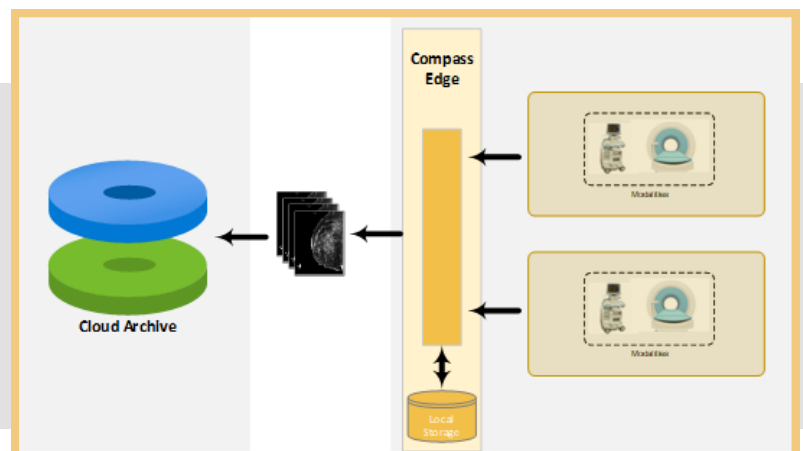 Compass
Edge
Modalities
Cloud Archive
Modalities
Local
Storage